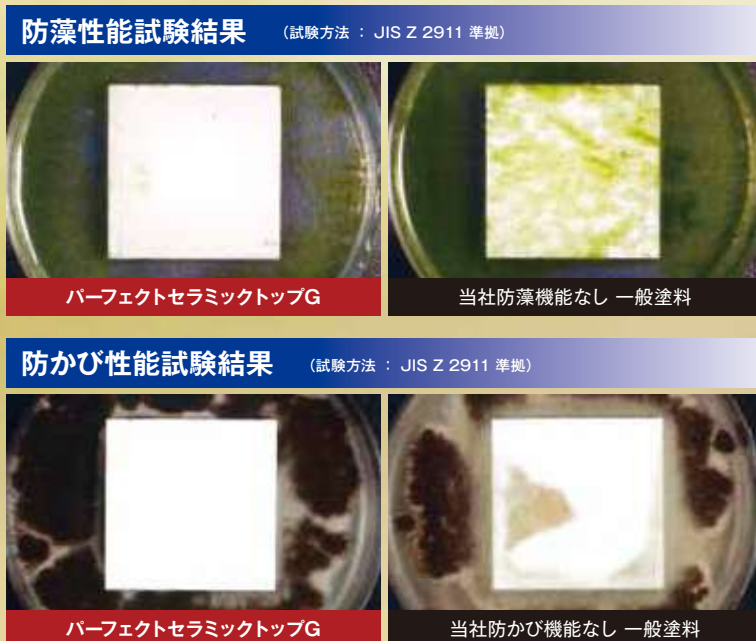 防藻性能試験結果 (試験方法 : JIS Z 2911 準拠)
パーフェクトセラミックトップG
当社防藻機能なし 一般塗料
防かび性能試験結果 (試験方法 : JIS Z 2911 準拠)
パーフェクトセラミックトップG
当社防かび機能なし 一般塗料